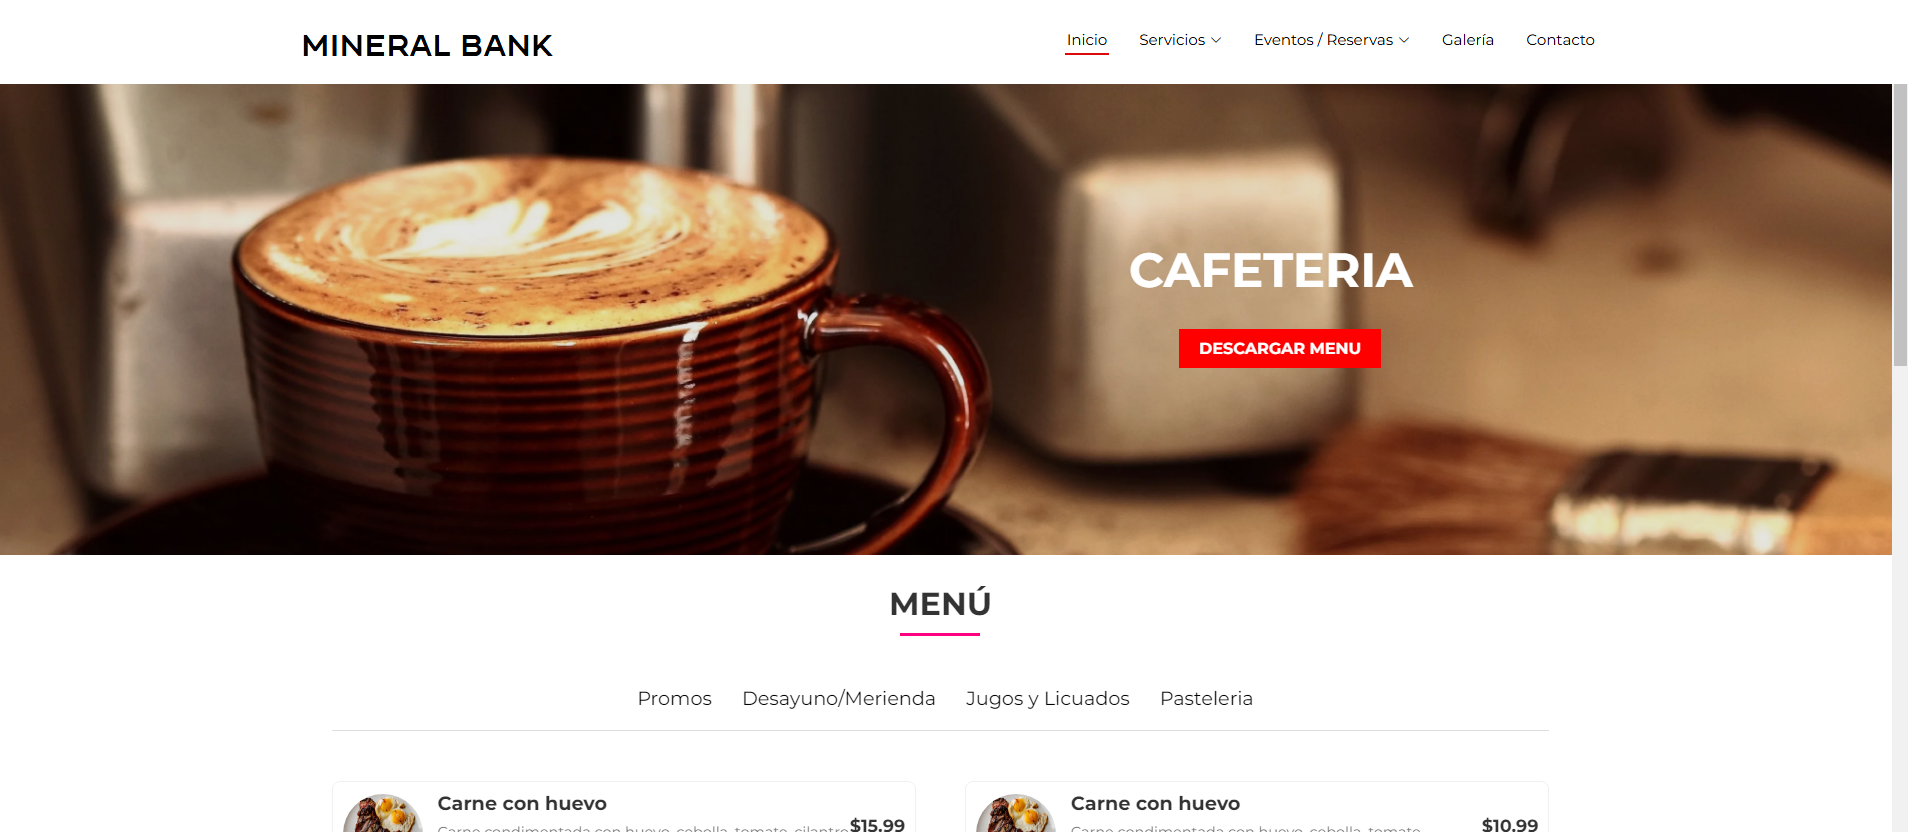 MINERAL BANK
Inicio Servicios Eventos / Reservas Galería Contacto
CAFETERIA
DESCARGAR MENU
MENÚ
Promos Desayuno/Merienda Jugos y Licuados Pasteleria
Carne con huevo
Carne condimentada con huevo, cebolla, tomate, cilantro $15.99
Carne con huevo
Carne condimentada con huevo, cebolla, tomate, $10.99